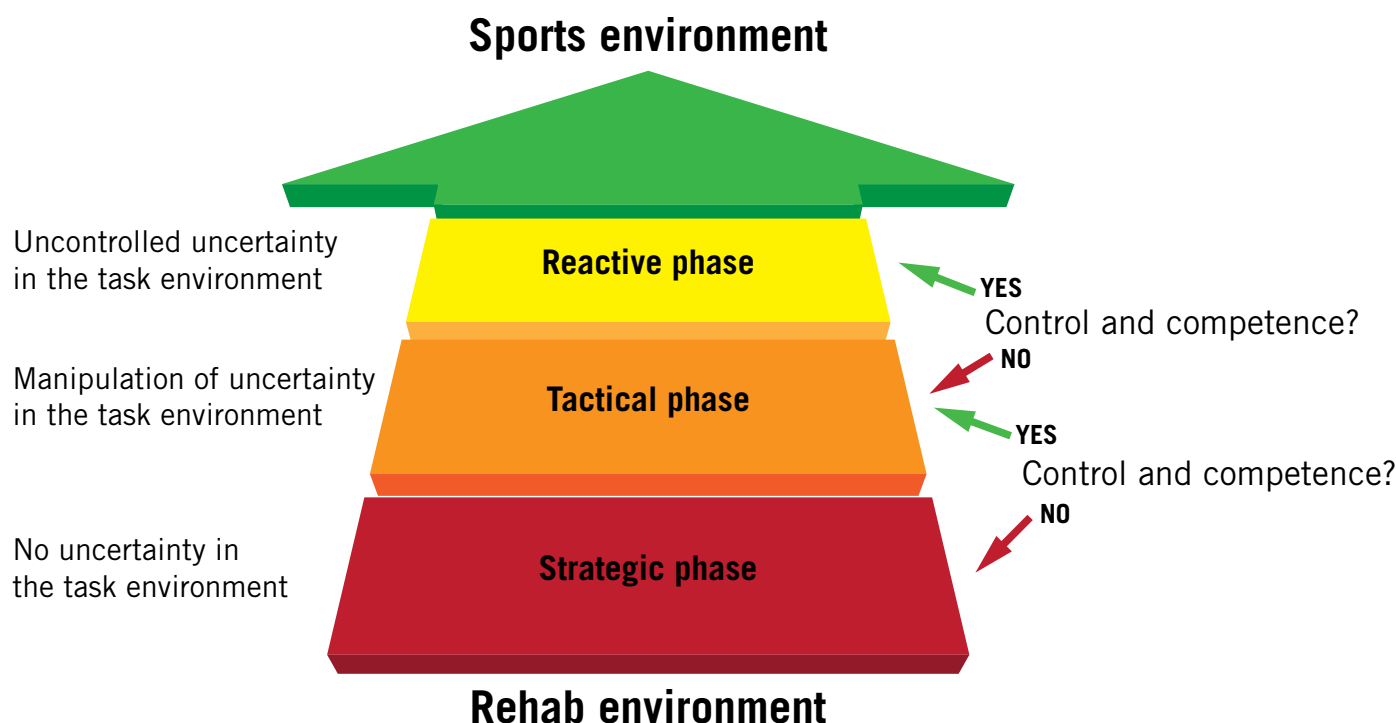 Sports environment
Uncontrolled uncertainty
in the task environment
Reactive phase
YES
Control and competence?
NO
Manipulation of uncertainty
in the task environment
Tactical phase
YES
Control and competence?
NO
No uncertainty in
the task environment
Strategic phase
Rehab environment